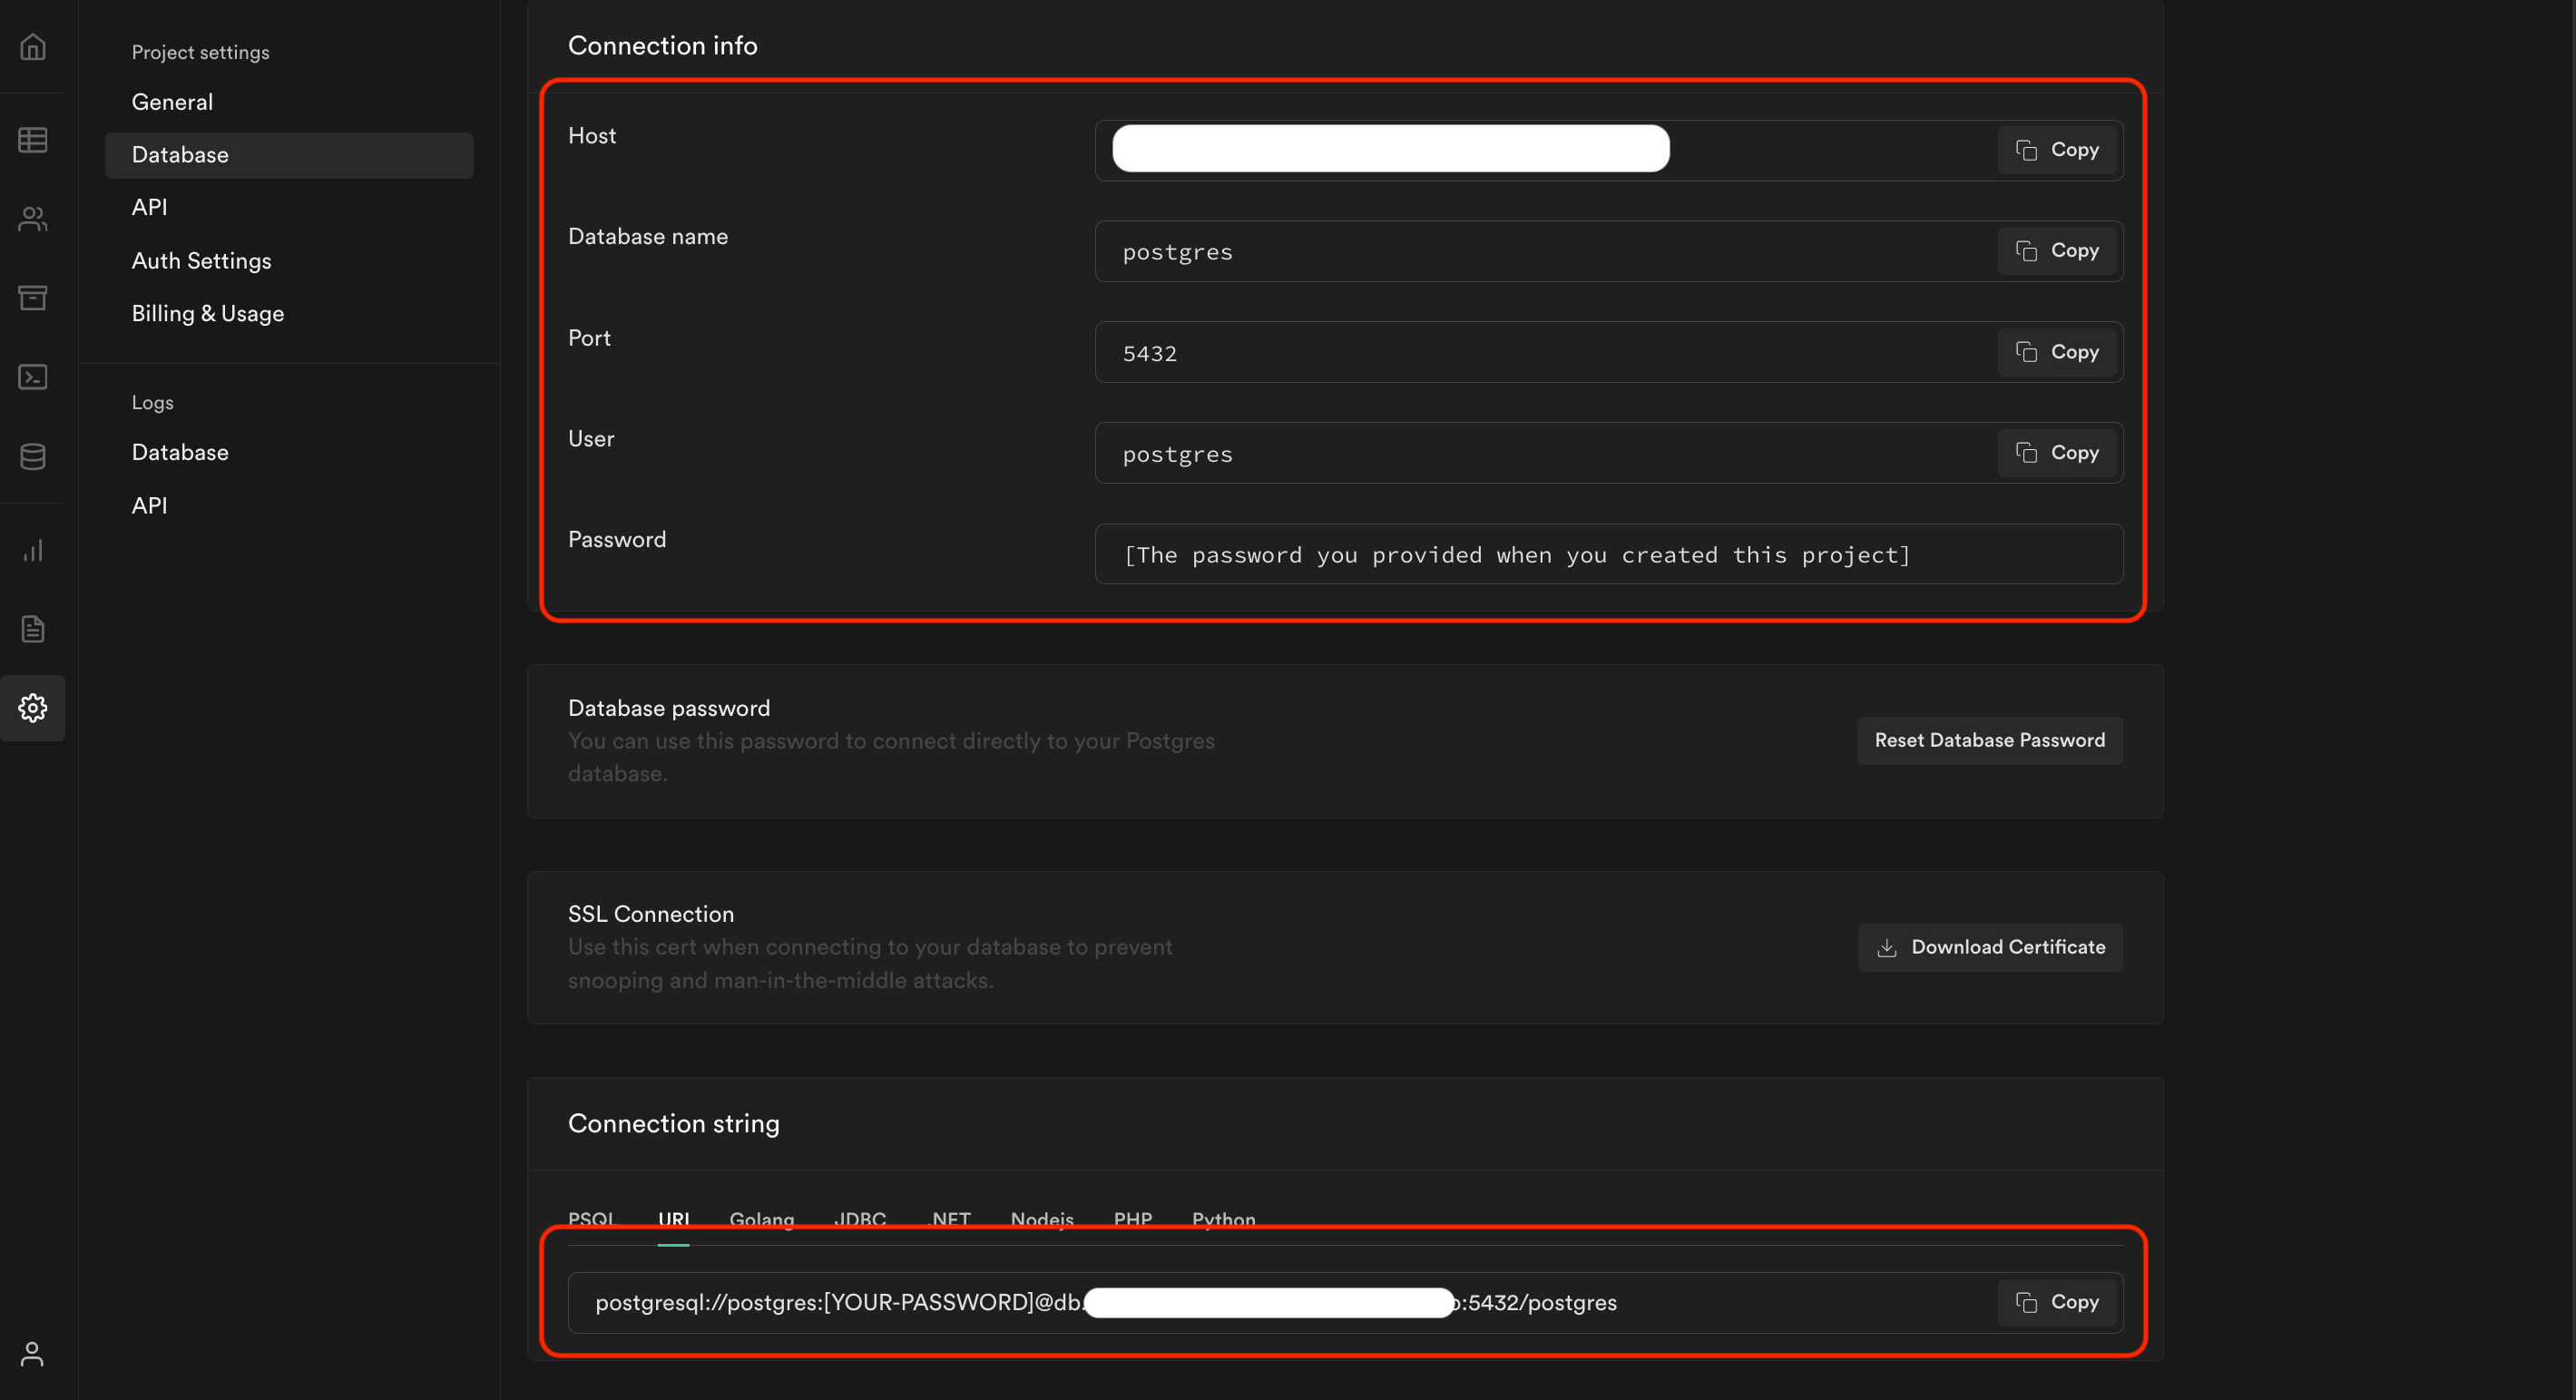 Project settings
General
Database
API
Auth Settings
Billing & Usage
Logs
Database
API
Connection info
Host
Copy
Database name
postgres
Copy
Port
5432
Copy
User
postgres
Copy
Password
[The password you provided when you created this project]
Database password
You can use this password to connect directly to your Postgres
database.
Reset Database Password
SSL Connection
Use this cert when connecting to your database to prevent
snooping and man-in-the-middle attacks.
Download Certificate
Connection string
PSQL URI Golang JDBC .NET Nodejs PHP Python
postgresql://postgres:[YOUR-PASSWORD]@db. o:5432/postgres
Copy